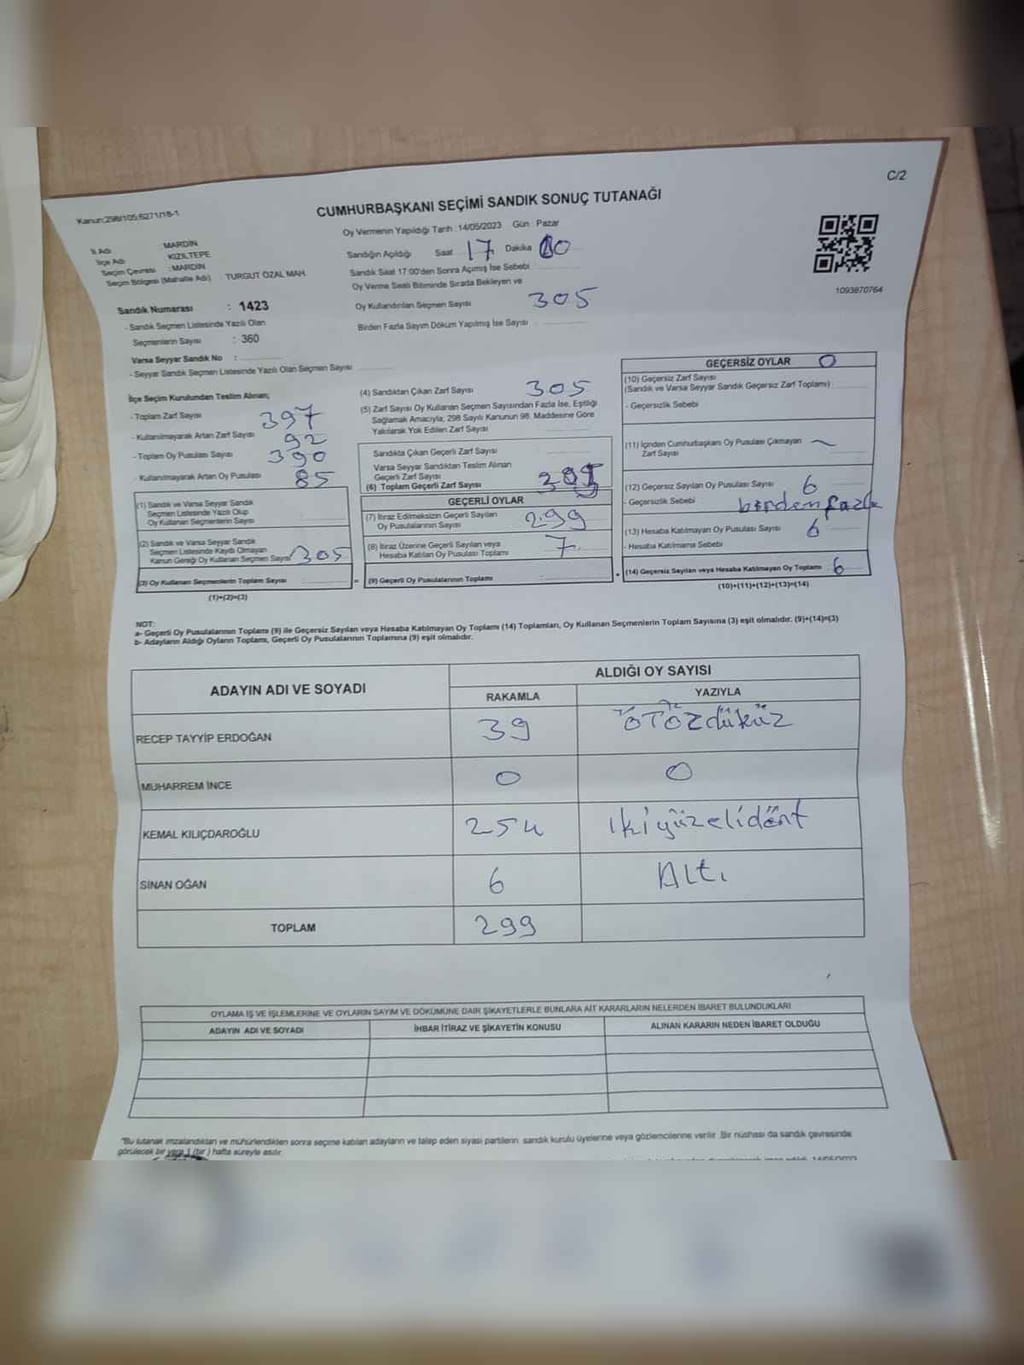 C/2
Kanun:298/105:6271/18-1
CUMHURBAŞKANI SEÇİMİ SANDIK SONUÇ TUTANAĞI
Oy Vermenin Yapıldığı Tarih :14/05/2023 Gün : Pazar
İl Adı : MARDİN
İlçe Adı : KIZILTEPE
Seçim Çevresi : MARDİN
Seçim Bölgesi (Mahalle Adı) TURGUT ÖZAL MAH.
Sandığın Açıldığı Saat 17 Dakika
Sandık Saat 17:00'den Sonra Açımış İse Sebebi
Oy Verme Saati Bitiminde Sırada Bekleyen ve
Oy Kullandırılan Seçmen Sayısı 305
Birden Fazla Sayım Döküm Yapılmış İse Sayısı :
1093870764
Sandık Numarası : 1423
- Sandık Seçmen Listesinde Yazılı Olan
Seçmenlerin Sayısı : 360
Varsa Seyyar Sandık No :
- Seyyar Sandık Seçmen Listesinde Yazılı Olan Seçmen Sayısı
İlçe Seçim Kurulundan Teslim Alınan;
- Toplam Zarf Sayısı 397
- Kullanılmayarak Artan Zarf Sayısı 92
- Toplam Oy Pusulası Sayısı 390
- Kullanılmayarak Artan Oy Pusulası 85
(1) Sandık ve Varsa Seyyar Sandık
Seçmen Listesinde Yazılı Olup
Oy Kullanan Seçmenlerin Sayısı
(2) Sandık ve Varsa Seyyar Sandık
Seçmen Listesinde Kaydı Olmayan
Kanun Gereği Oy Kullanan Seçmen Sayısı 305
(3) Oy Kullanan Seçmenlerin Toplam Sayısı
(1)+(2)=(3)
(4) Sandıktan Çıkan Zarf Sayısı 305
(5) Zarf Sayısı Oy Kullanan Seçmen Sayısından Fazla İse, Eşitliği
Sağlamak Amacıyla; 298 Sayılı Kanunun 98. Maddesine Göre
Yakılarak Yok Edilen Zarf Sayısı
Sandıkta Çıkan Geçerli Zarf Sayısı
Varsa Seyyar Sandıktan Teslim Alınan
Geçerli Zarf Sayısı
(6) Toplam Geçerli Zarf Sayısı
GEÇERLİ OYLAR
(7) İtiraz Edilmeksizin Geçerli Sayılan
Oy Pusulalarının Sayısı 299
(8) İtiraz Üzerine Geçerli Sayılan veya
Hesaba Katılan Oy Pusulası Toplamı 7
= (9) Geçerli Oy Pusulalarının Toplamı
GEÇERSİZ OYLAR 0
(10) Geçersiz Zarf Sayısı
(Sandık ve Varsa Seyyar Sandık Geçersiz Zarf Toplamı)
- Geçersizlik Sebebi
(11) İçinden Cumhurbaşkanı Oy Pusulası Çıkmayan
Zarf Sayısı
(12) Geçersiz Sayılan Oy Pusulası Sayısı 6
- Geçersizlik Sebebi birden fazla
(13) Hesaba Katılmayan Oy Pusulası Sayısı 6
- Hesaba Katılmama Sebebi
+ (14) Geçersiz Sayılan veya Hesaba Katılmayan Oy Toplamı 6
(10)+(11)+(12)+(13)=(14)
NOT:
a- Geçerli Oy Pusulalarının Toplamı (9) ile Geçersiz Sayılan veya Hesaba Katılmayan Oy Toplamı (14) Toplamları, Oy Kullanan Seçmenlerin Toplam Sayısına (3) eşit olmalıdır. (9)+(14)=(3)
b- Adayların Aldığı Oyların Toplamı, Geçerli Oy Pusulalarının Toplamına (9) eşit olmalıdır.
ADAYIN ADI VE SOYADI ALDIĞI OY SAYISI
RAKAMLA YAZIYLA
RECEP TAYYİP ERDOĞAN 39
MUHARREM İNCE 0 0
KEMAL KILIÇDAROĞLU 254 ikiyüzelidört
SİNAN OĞAN 6 Altı
TOPLAM 299
OYLAMA İŞ VE İŞLEMLERİNE VE OYLARIN SAYIM VE DÖKÜMÜNE DAİR ŞİKAYETLERLE BUNLARA AİT KARARLARIN NELERDEN İBARET BULUNDUKLARI
ADAYIN ADI VE SOYADI İHBAR İTİRAZ VE ŞİKAYETİN KONUSU ALINAN KARARIN NEDEN İBARET OLDUĞU
"Bu tutanak imzalandıktan ve mühürlendikten sonra seçime katılan adayların ve talep eden siyasi partilerin sandık kurulu üyelerine veya gözlemcilerine verilir. Bir nüshası da sandık çevresinde
görülecek bir yere 1 (bir) hafta süreyle asılır.